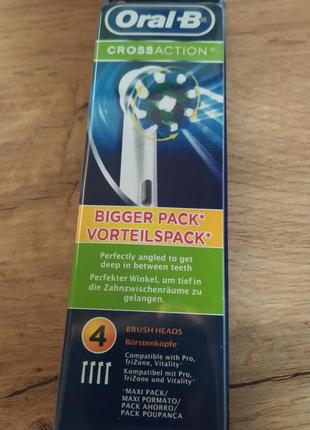 Oral-B
CROSSACTION®
BIGGER PACK*
VORTEILSPACK*
Perfectly angled to get
deep in between teeth
Perfekter Winkel, um tief in
die Zahnzwischenräume zu
gelangen.
4
BRUSH HEADS
Bürstenköpfe
Compatible with Pro,
TriZone, Vitality
Kompatibel mit Pro,
TriZone und Vitality
*MAXI PACK/
MAXI FORMATO/
PACK AHORRO/
PACK POUPANÇA